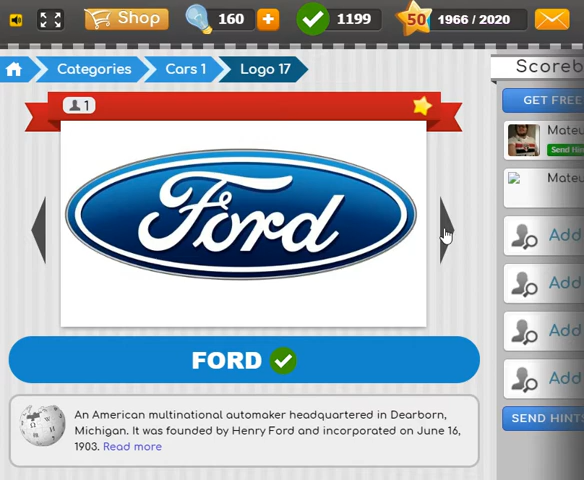 Shop
160
+
1199
50
1966 / 2020
Categories
Cars 1
Logo 17
Scoreb
1
GET FREE
Mateu
Send Hin
Mateu
Ford
Add
Add
Add
Add
FORD
SEND HINTS
An American multinational automaker headquartered in Dearborn,
Michigan. It was founded by Henry Ford and incorporated on June 16,
1903. Read more